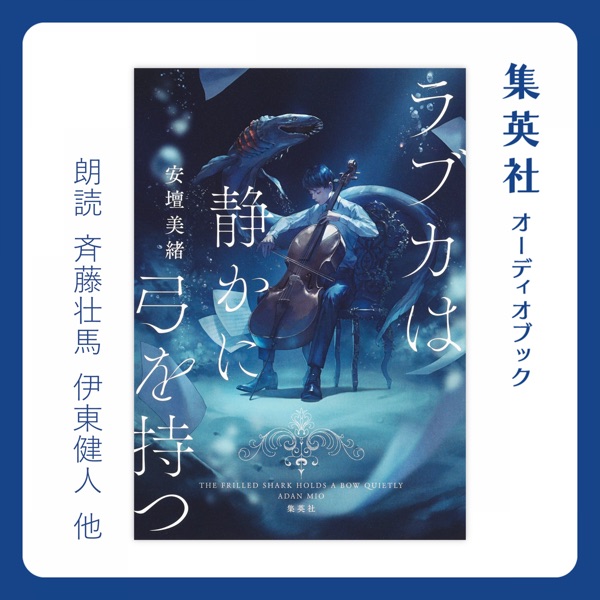 集英社 オーディオブック
ラブカは
静かに
弓を持つ
安壇美緒
THE FRILLED SHARK HOLDS A BOW QUIETLY
ADAN MIO
集英社
朗読 斉藤壮馬 伊東健人 他